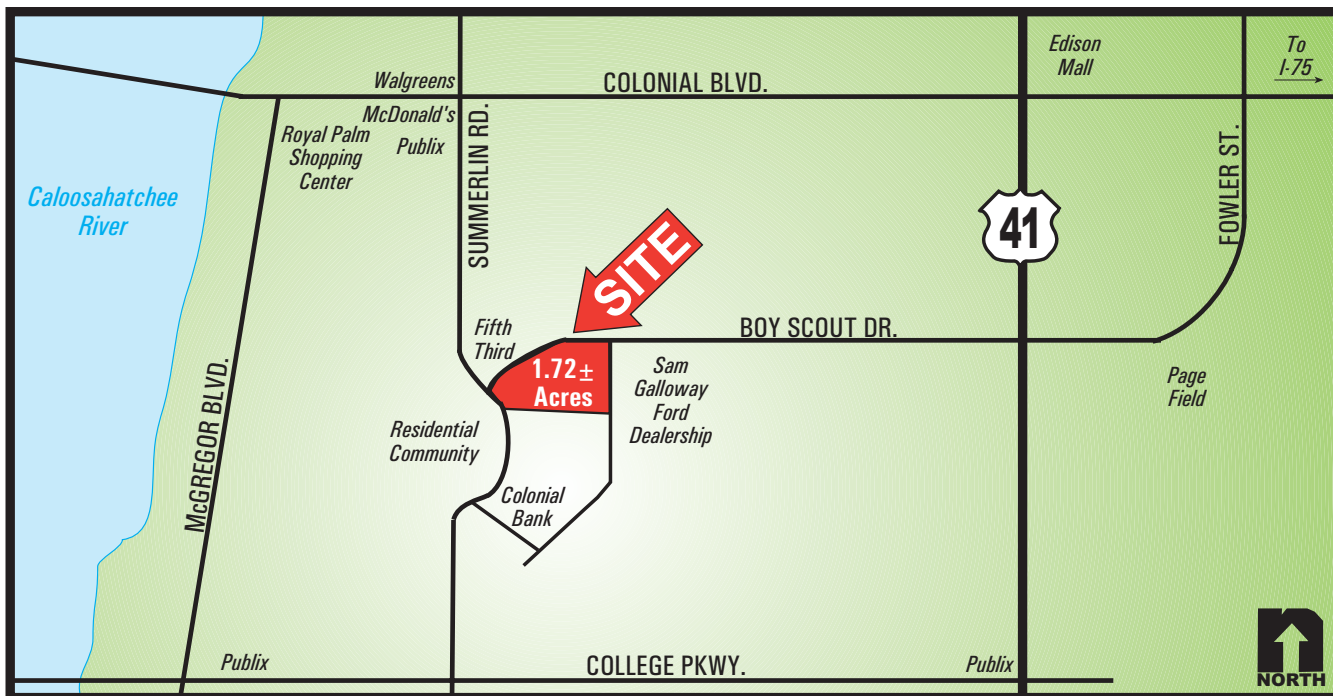 Walgreens
COLONIAL BLVD.
Edison
Mall
To
I-75
McDonald's
Publix
Royal Palm
Shopping
Center
SUMMERLIN RD.
Caloosahatchee
River
41
FOWLER ST.
SITE
BOY SCOUT DR.
Fifth
Third
1.72±
Acres
Sam
Galloway
Ford
Dealership
Page
Field
McGREGOR BLVD.
Residential
Community
Colonial
Bank
Publix
COLLEGE PKWY.
Publix
n
NORTH